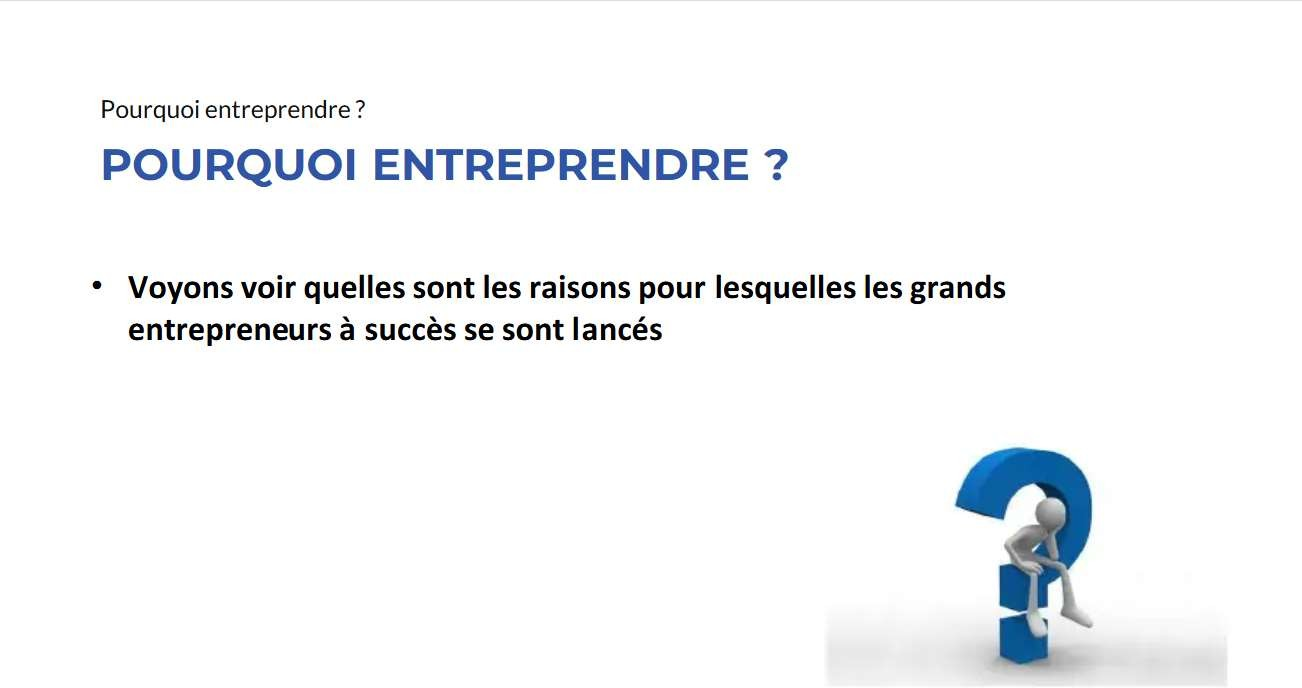 Pourquoi entreprendre ?
POURQUOI ENTREPRENDRE ?
• Voyons voir quelles sont les raisons pour lesquelles les grands
entrepreneurs à succès se sont lancés